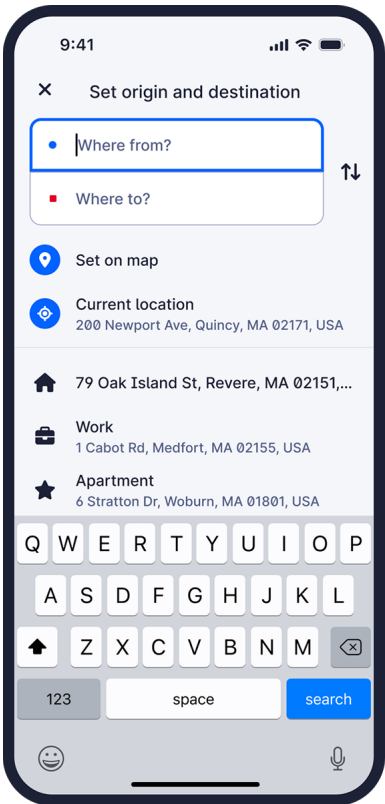 9:41
Set origin and destination
Where from?
Where to?
Set on map
Current location
200 Newport Ave, Quincy, MA 02171, USA
79 Oak Island St, Revere, MA 02151,...
Work
1 Cabot Rd, Medfort, MA 02155, USA
Apartment
6 Stratton Dr, Woburn, MA 01801, USA
Q W E R T Y U I O P
A S D F G H J K L
Z X C V B N M
123 space search